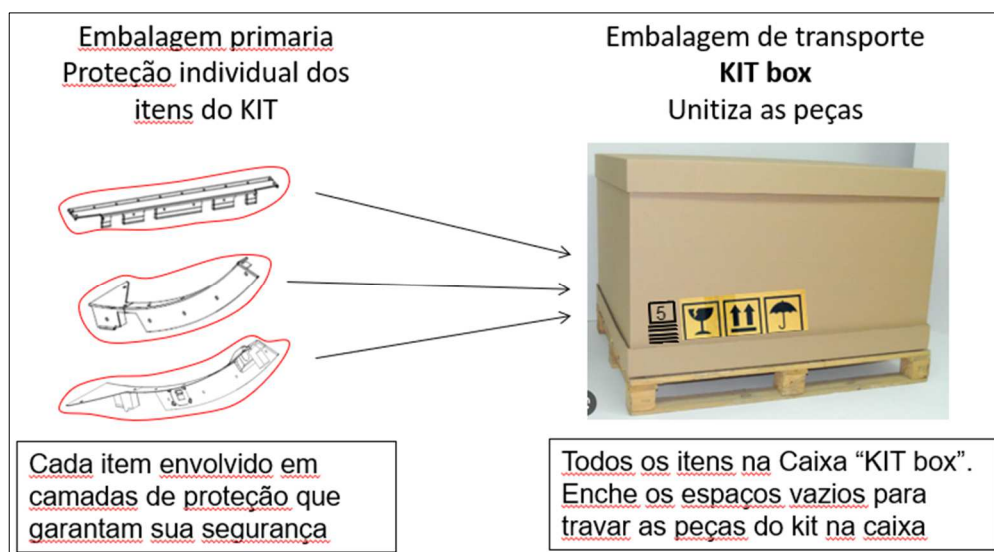 Embalagem primaria
Proteção individual dos
itens do KIT
Embalagem de transporte
KIT box
Unitiza as peças
5
Cada item envolvido em
camadas de proteção que
garantam sua segurança
Todos os itens na Caixa “KIT box”.
Enche os espaços vazios para
travar as peças do kit na caixa